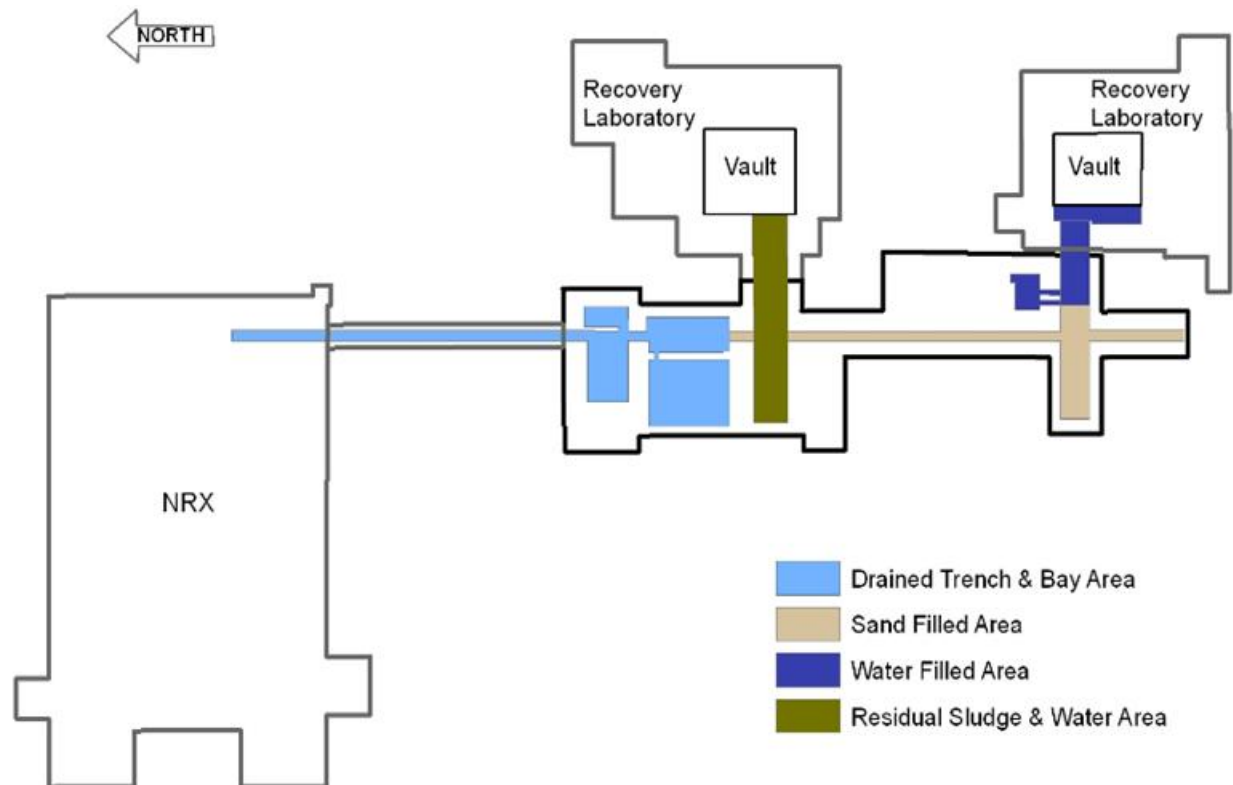 NORTH
Recovery
Laboratory
Vault
Recovery
Laboratory
Vault
NRX
Drained Trench & Bay Area
Sand Filled Area
Water Filled Area
Residual Sludge & Water Area